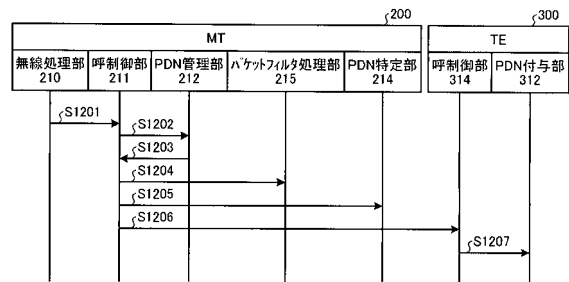 200
300
MT
TE
無線処理部 呼制御部 PDN管理部 パケットフィルタ処理部 PDN特定部 呼制御部 PDN付与部
210 211 212 215 214 314 312
S1201
S1202
S1203
S1204
S1205
S1206
S1207